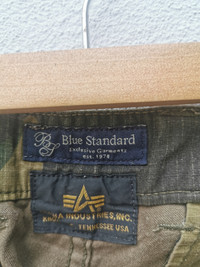 BS Blue Standard
Exclusive Garments
est. 1978
ALPHA INDUSTRIES, INC.
TENNESSEE USA